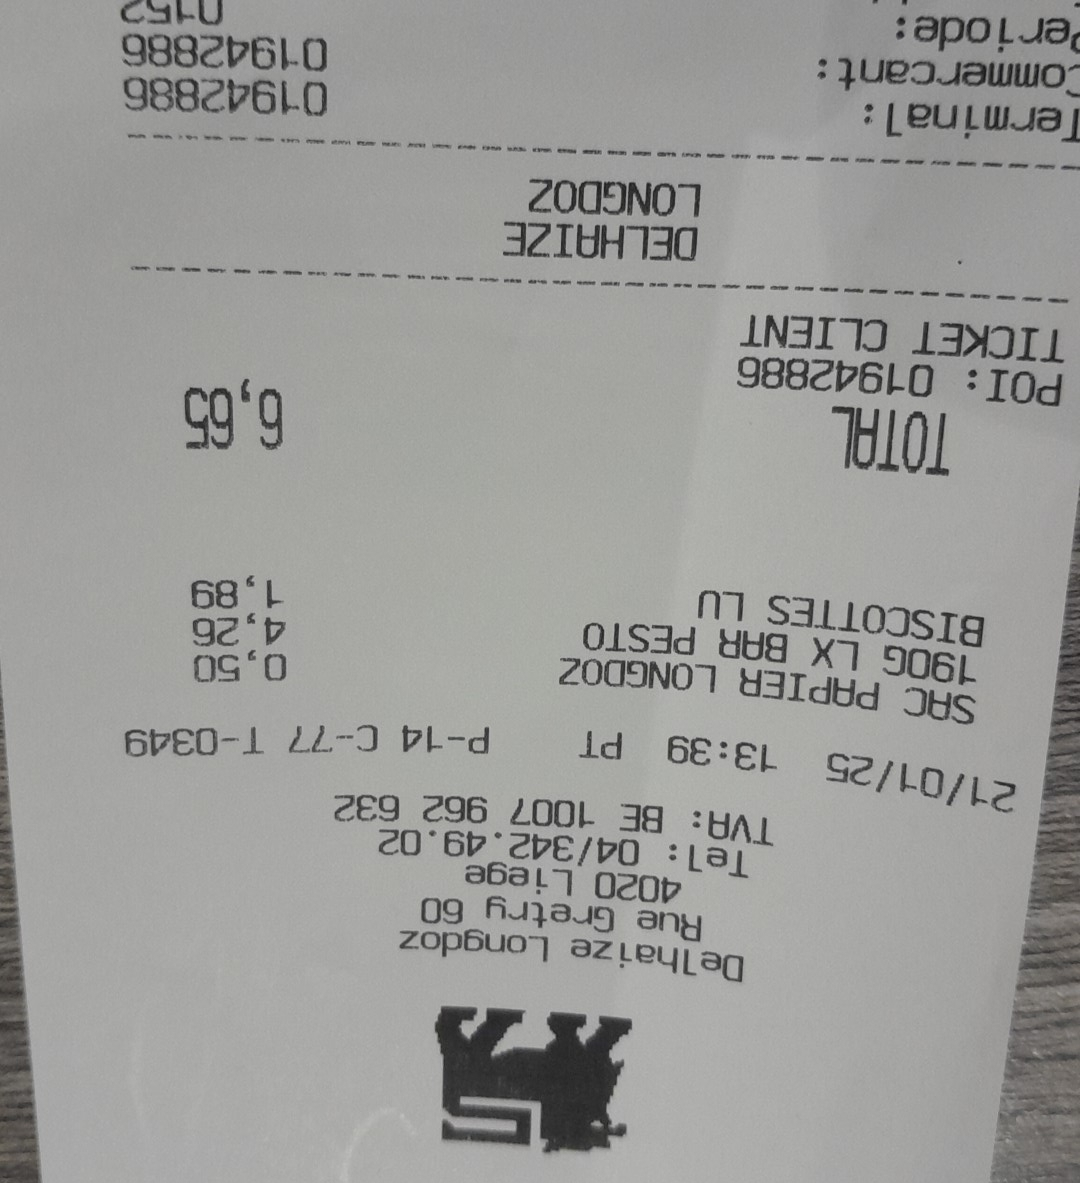 Delhaize Longdoz
Rue Gretry 60
4020 Liege
Tel: 04/342.49.02
TVA: BE 1007 962 632
21/01/25 13:39 PT P-14 C-77 T-0349
SAC PAPIER LONGDOZ 0,50
190G LX BAR PESTO 4,26
BISCOTTES LU 1,89
TOTAL 6,65
POI: 01942886
TICKET CLIENT
DELHAIZE
LONGDOZ
Terminal: 01942886
Commercant: 01942886
Periode: 0152